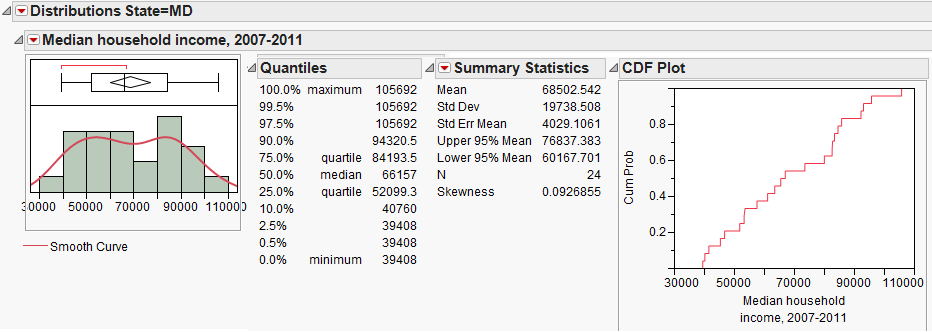 Distributions State=MD
Median household income, 2007-2011
30000 50000 70000 90000 110000
Smooth Curve
Quantiles
100.0% maximum 105692
99.5% 105692
97.5% 105692
90.0% 94320.5
75.0% quartile 84193.5
50.0% median 66157
25.0% quartile 52099.3
10.0% 40760
2.5% 39408
0.5% 39408
0.0% minimum 39408
Summary Statistics
Mean 68502.542
Std Dev 19738.508
Std Err Mean 4029.1061
Upper 95% Mean 76837.383
Lower 95% Mean 60167.701
N 24
Skewness 0.0926855
CDF Plot
Cum Prob
0.8
0.6
0.4
0.2
30000 50000 70000 90000 110000
Median household
income, 2007-2011